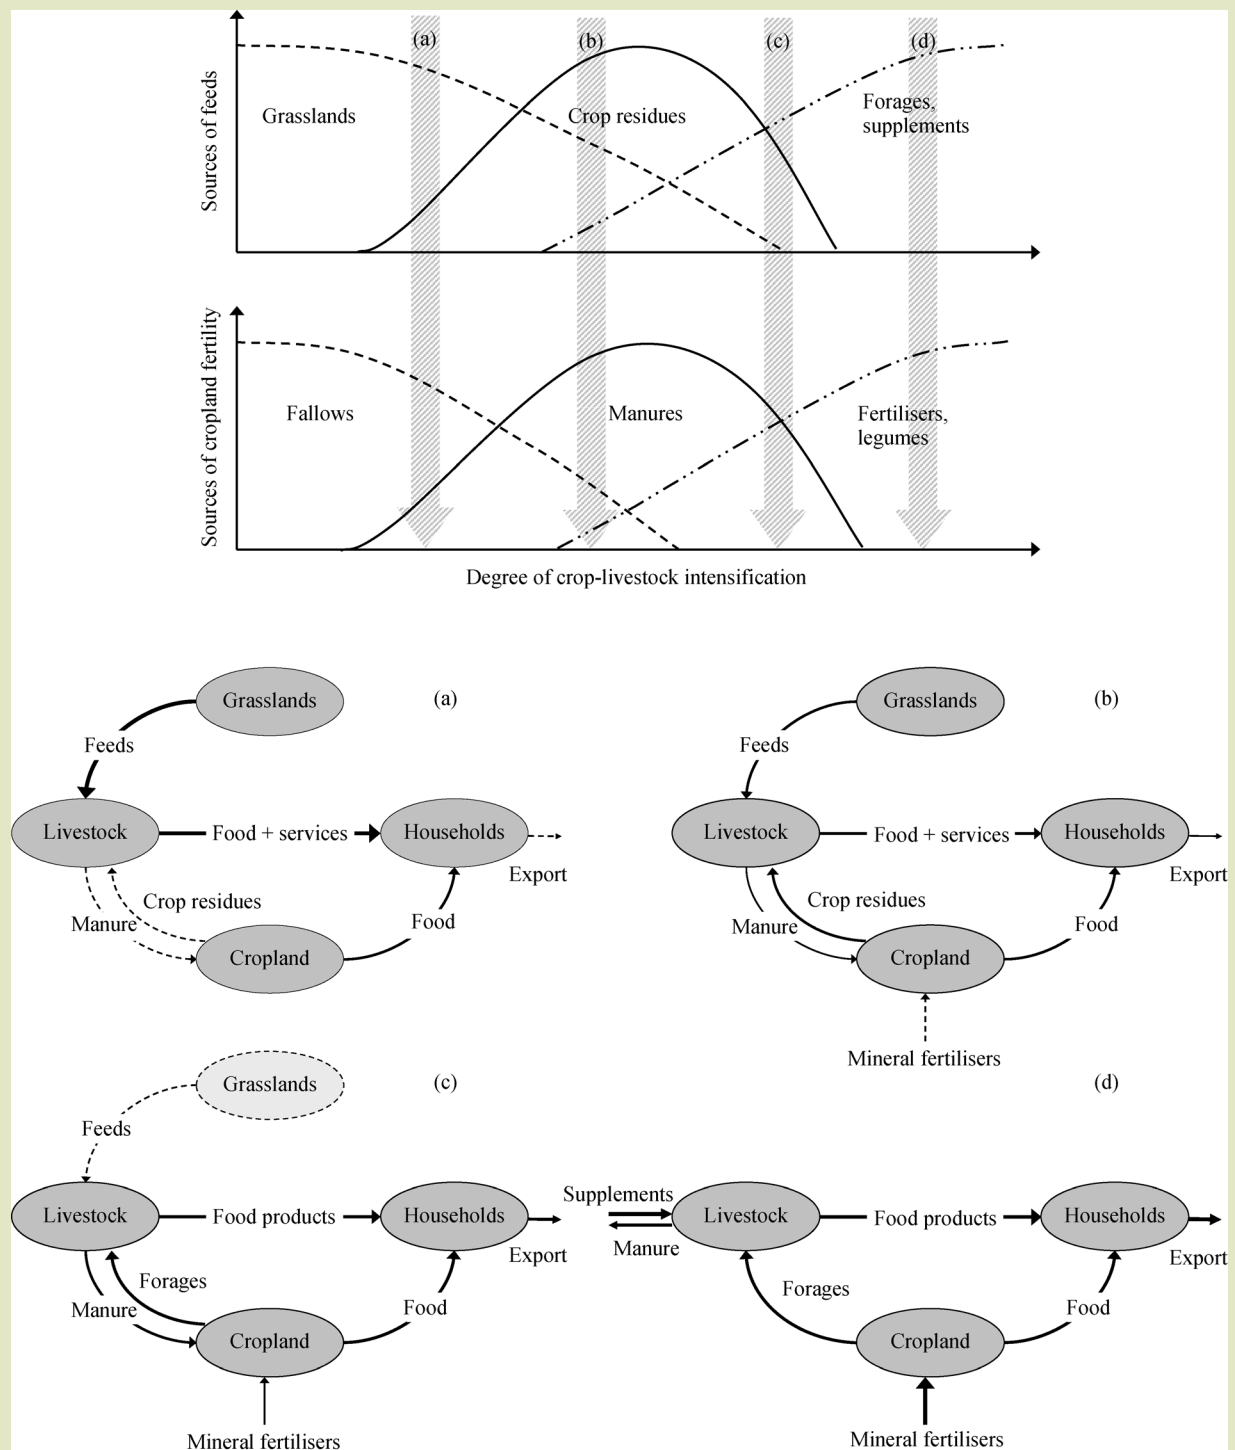 (a)
(b)
(c)
(d)
Sources of feeds
Grasslands
Crop residues
Forages,
supplements
Sources of cropland fertility
Fallows
Manures
Fertilisers,
legumes
Degree of crop-livestock intensification
Grasslands
(a)
Feeds
Livestock
Food + services
Households
Export
Crop residues
Manure
Food
Cropland
Grasslands
(b)
Feeds
Livestock
Food + services
Households
Export
Crop residues
Manure
Food
Cropland
Mineral fertilisers
Grasslands
(c)
Feeds
Livestock
Food products
Households
Export
Forages
Manure
Food
Cropland
Mineral fertilisers
(d)
Supplements
Manure
Livestock
Food products
Households
Export
Forages
Food
Cropland
Mineral fertilisers